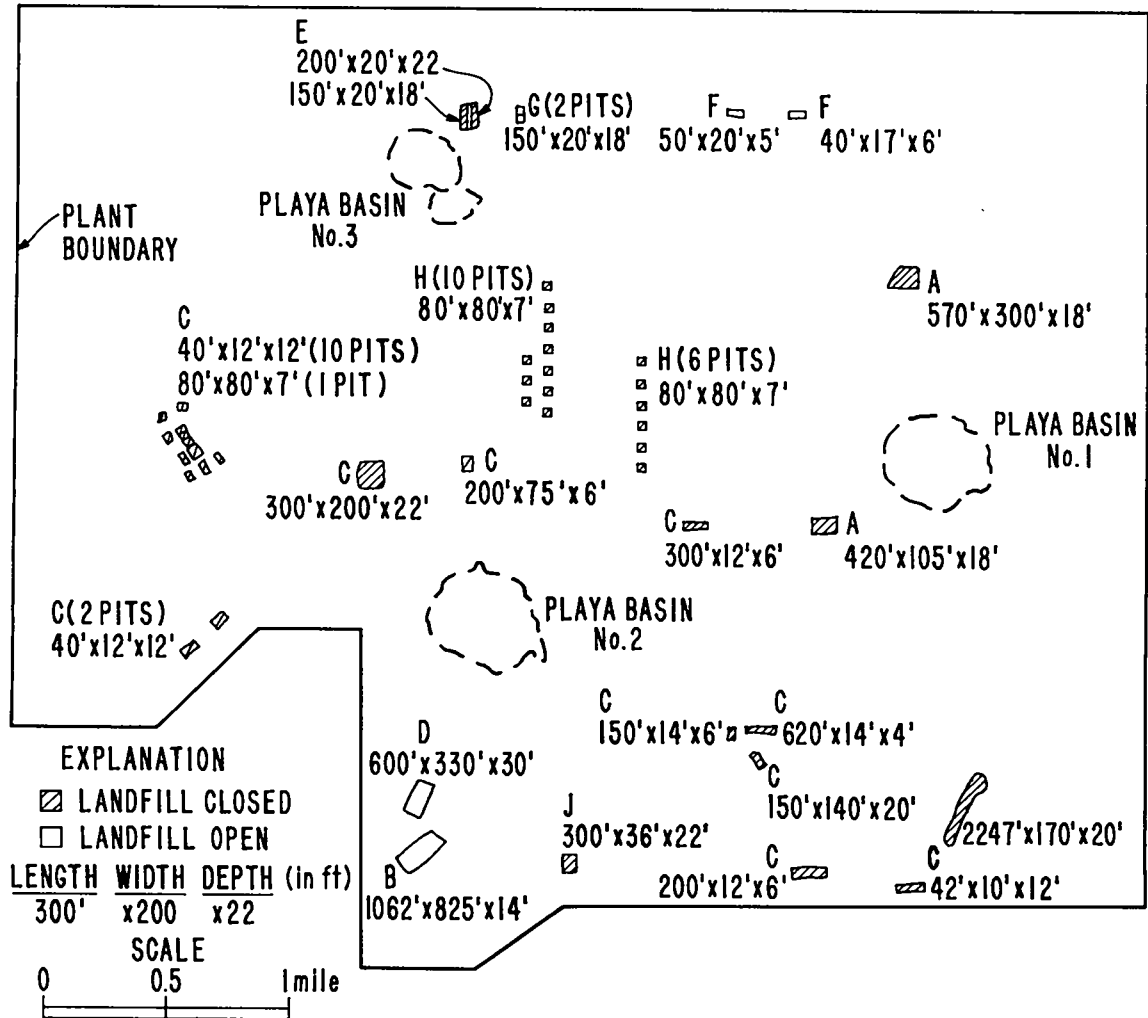 E
200'x20'x22
150'x20'x18'
G(2PITS)
150'x20'x18'
F
50'x20'x5'
F
40'x17'x6'
PLAYA BASIN
No.3
PLANT
BOUNDARY
H(10 PITS)
80'x80'x7'
A
570'x300'x18'
C
40'x12'x12'(10 PITS)
80'x80'x7'(1 PIT)
H(6 PITS)
80'x80'x7'
PLAYA BASIN
No.1
C
300'x200'x22'
C
200'x75'x6'
C
300'x12'x6'
A
420'x105'x18'
C(2 PITS)
40'x12'x12'
PLAYA BASIN
No.2
C
150'x14'x6'
C
620'x14'x4'
D
600'x330'x30'
C
150'x140'x20'
J
300'x36'x22'
2247'x170'x20'
C
200'x12'x6'
C
42'x10'x12'
B
1062'x825'x14'
EXPLANATION
LANDFILL CLOSED
LANDFILL OPEN
LENGTH WIDTH DEPTH (in ft)
300' x200 x22
SCALE
0 0.5 1mile